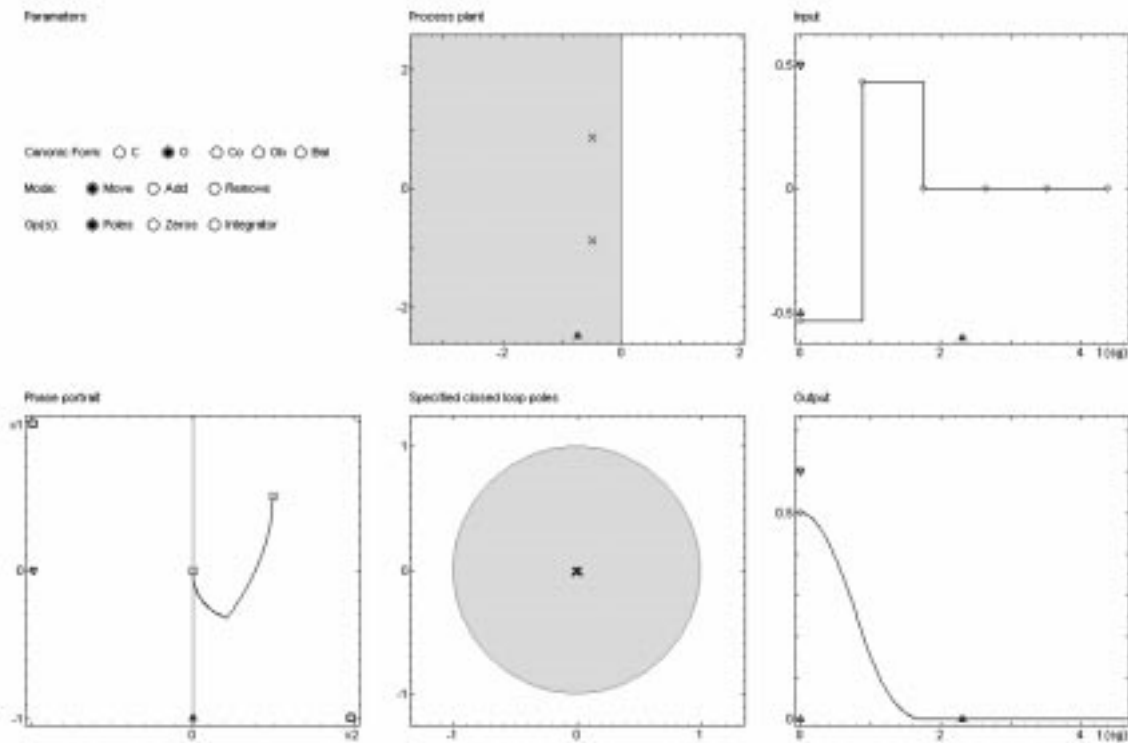 Parameters
Process plant
Input
Canonic Form: C O Co Ob Bal
Mode: Move Add Remove
Op(s): Poles Zeros Integrator
2
0
-2
-2
0
2
0.5
0
-0.5
0
2
4
Phase portrait
Specified closed loop poles
Output
x1
0
-1
0
x2
1
0
-1
-1
0
1
0
0
2
4